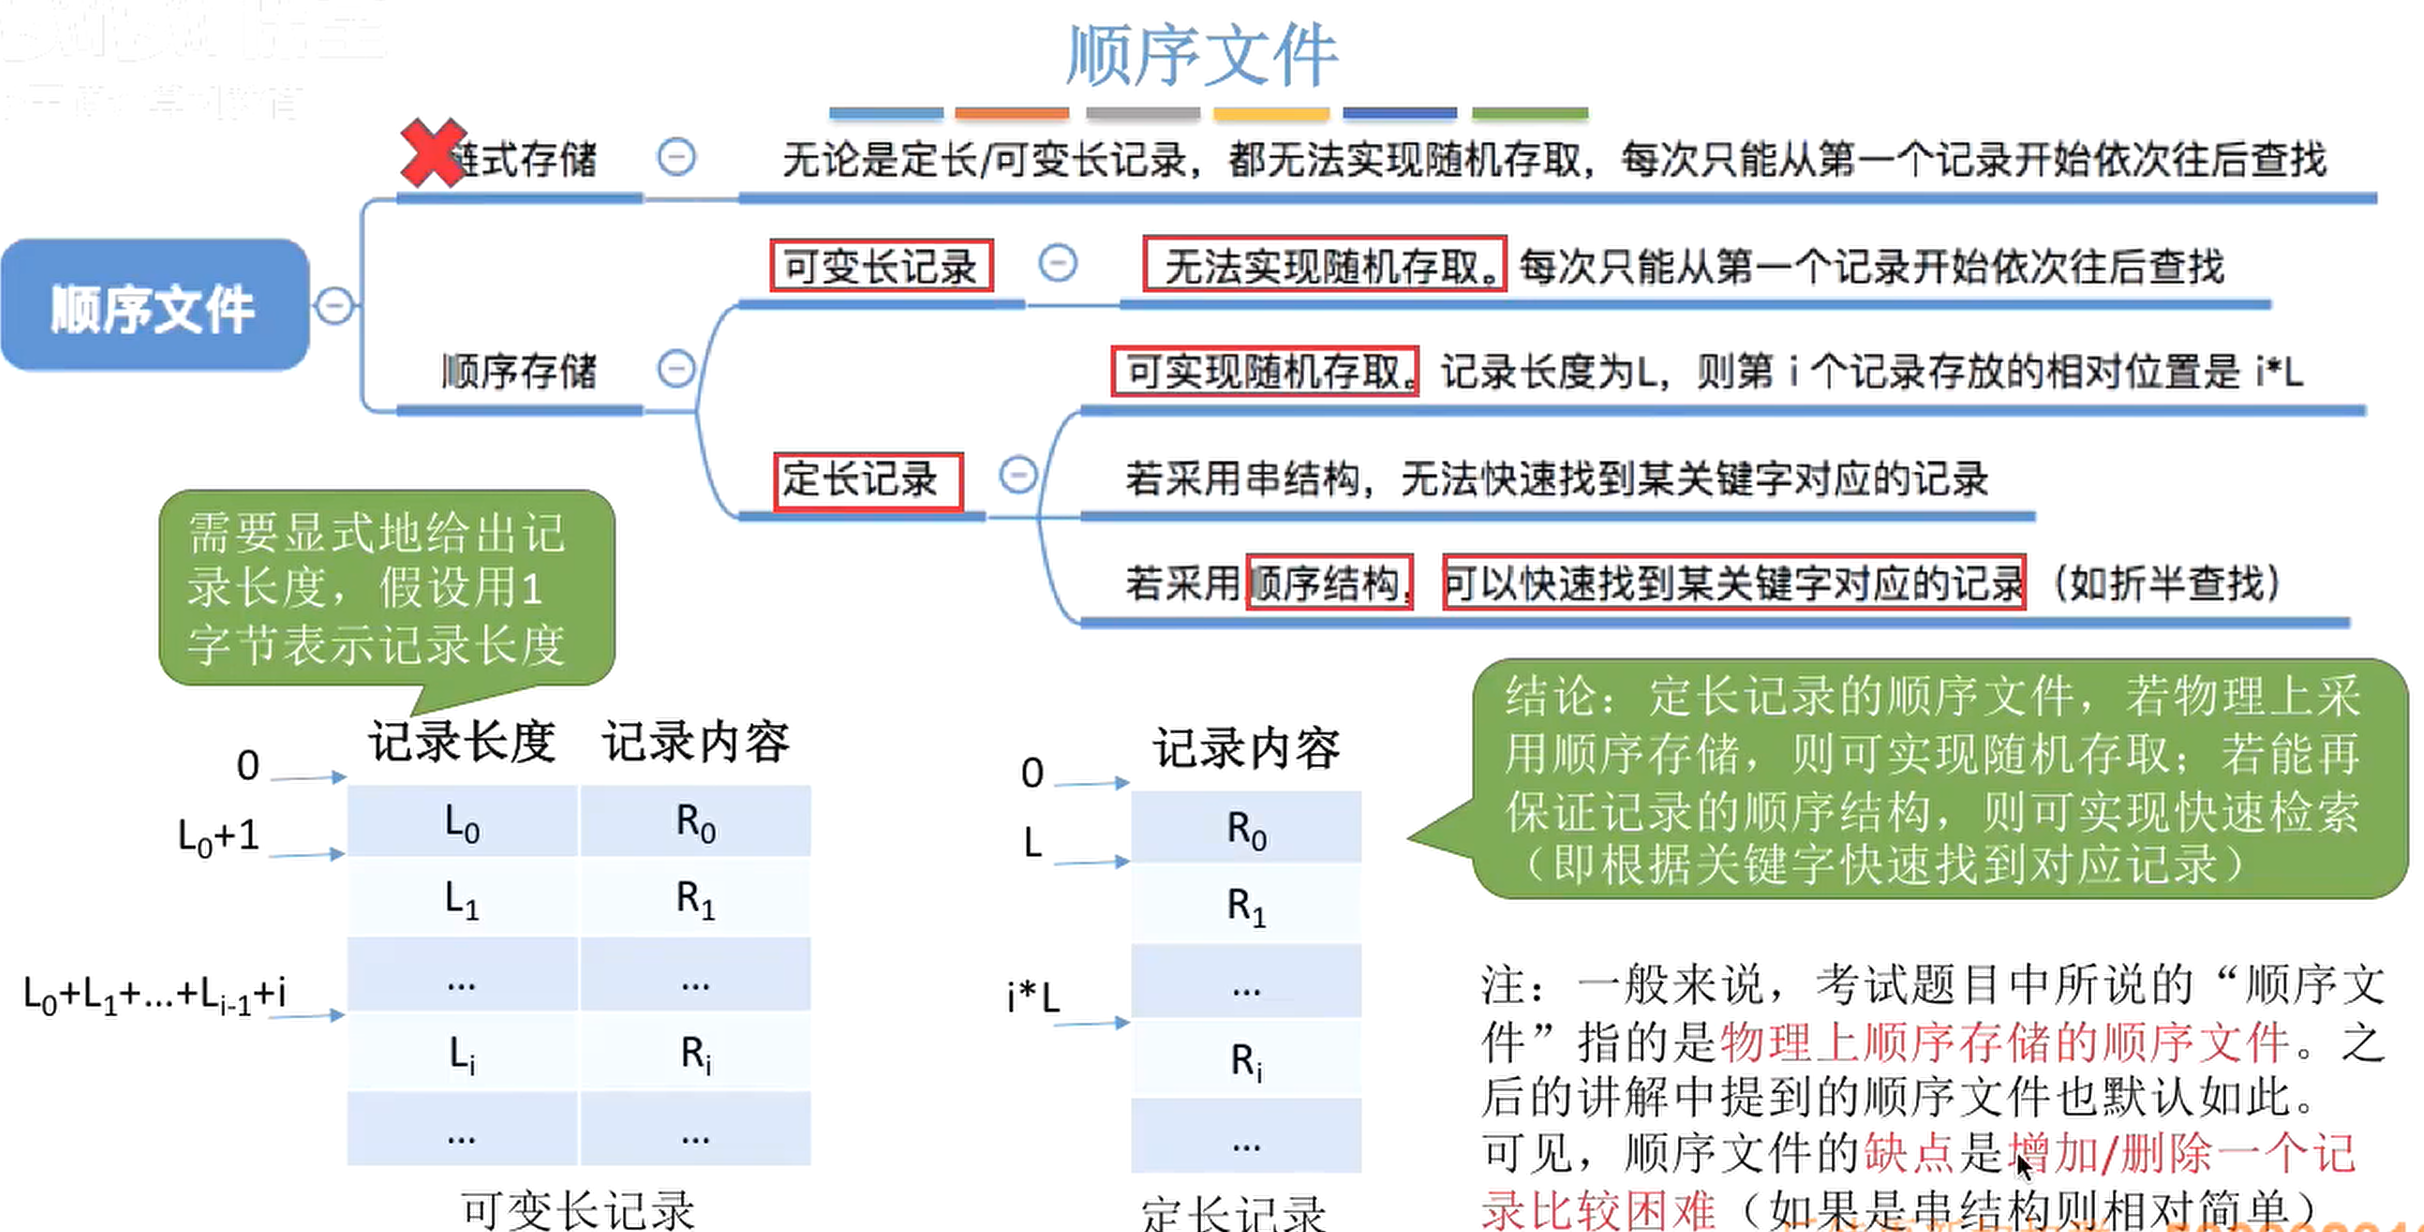 顺序文件
链式存储
无论是定长/可变长记录，都无法实现随机存取，每次只能从第一个记录开始依次往后查找
可变长记录
无法实现随机存取。每次只能从第一个记录开始依次往后查找
顺序文件
顺序存储
可实现随机存取。记录长度为L，则第 i 个记录存放的相对位置是 i*L
定长记录
若采用串结构，无法快速找到某关键字对应的记录
若采用顺序结构，可以快速找到某关键字对应的记录（如折半查找）
需要显式地给出记
录长度，假设用1
字节表示记录长度
记录长度 记录内容
0
L₀ R₀
L₀+1
L₁ R₁
... ...
L₀+L₁+...+Lᵢ₋₁+i
Lᵢ Rᵢ
... ...
可变长记录
记录内容
0
R₀
L
R₁
...
i*L
Rᵢ
...
定长记录
结论：定长记录的顺序文件，若物理上采
用顺序存储，则可实现随机存取；若能再
保证记录的顺序结构，则可实现快速检索
（即根据关键字快速找到对应记录）
注：一般来说，考试题目中所说的“顺序文
件”指的是物理上顺序存储的顺序文件。之
后的讲解中提到的顺序文件也默认如此。
可见，顺序文件的缺点是增加/删除一个记
录比较困难（如果是串结构则相对简单）